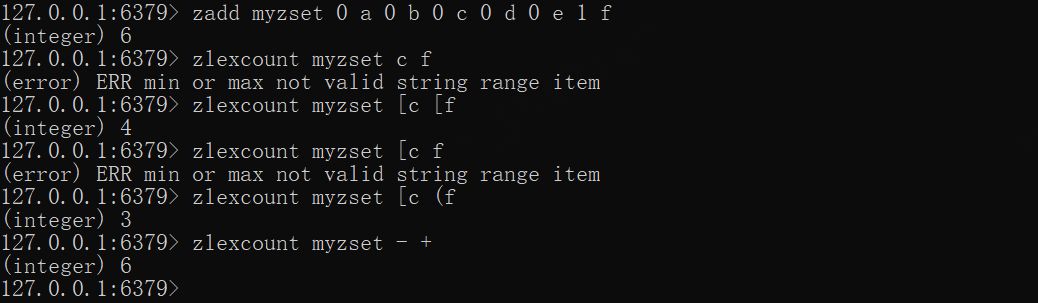 127.0.0.1:6379> zadd myzset 0 a 0 b 0 c 0 d 0 e 1 f
(integer) 6
127.0.0.1:6379> zlexcount myzset c f
(error) ERR min or max not valid string range item
127.0.0.1:6379> zlexcount myzset [c [f
(integer) 4
127.0.0.1:6379> zlexcount myzset [c f
(error) ERR min or max not valid string range item
127.0.0.1:6379> zlexcount myzset [c (f
(integer) 3
127.0.0.1:6379> zlexcount myzset - +
(integer) 6
127.0.0.1:6379>